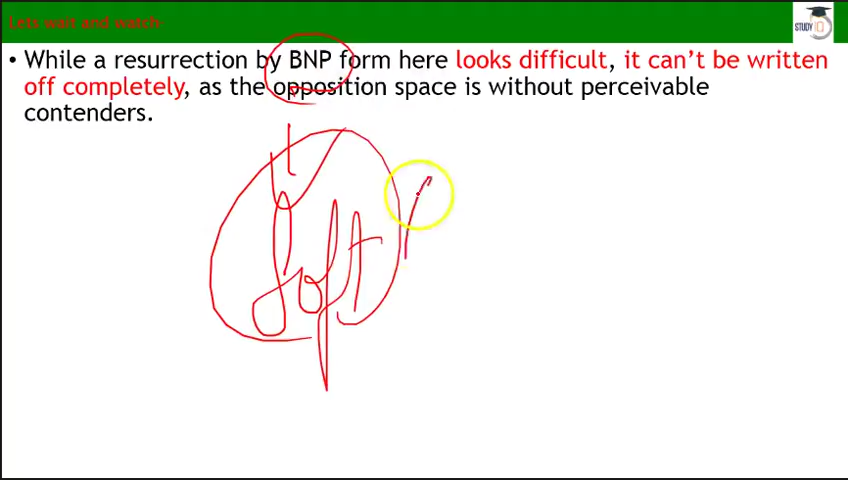 Lets wait and watch
STUDY IQ
• While a resurrection by BNP form here looks difficult, it can't be written
off completely, as the opposition space is without perceivable
contenders.
Soft